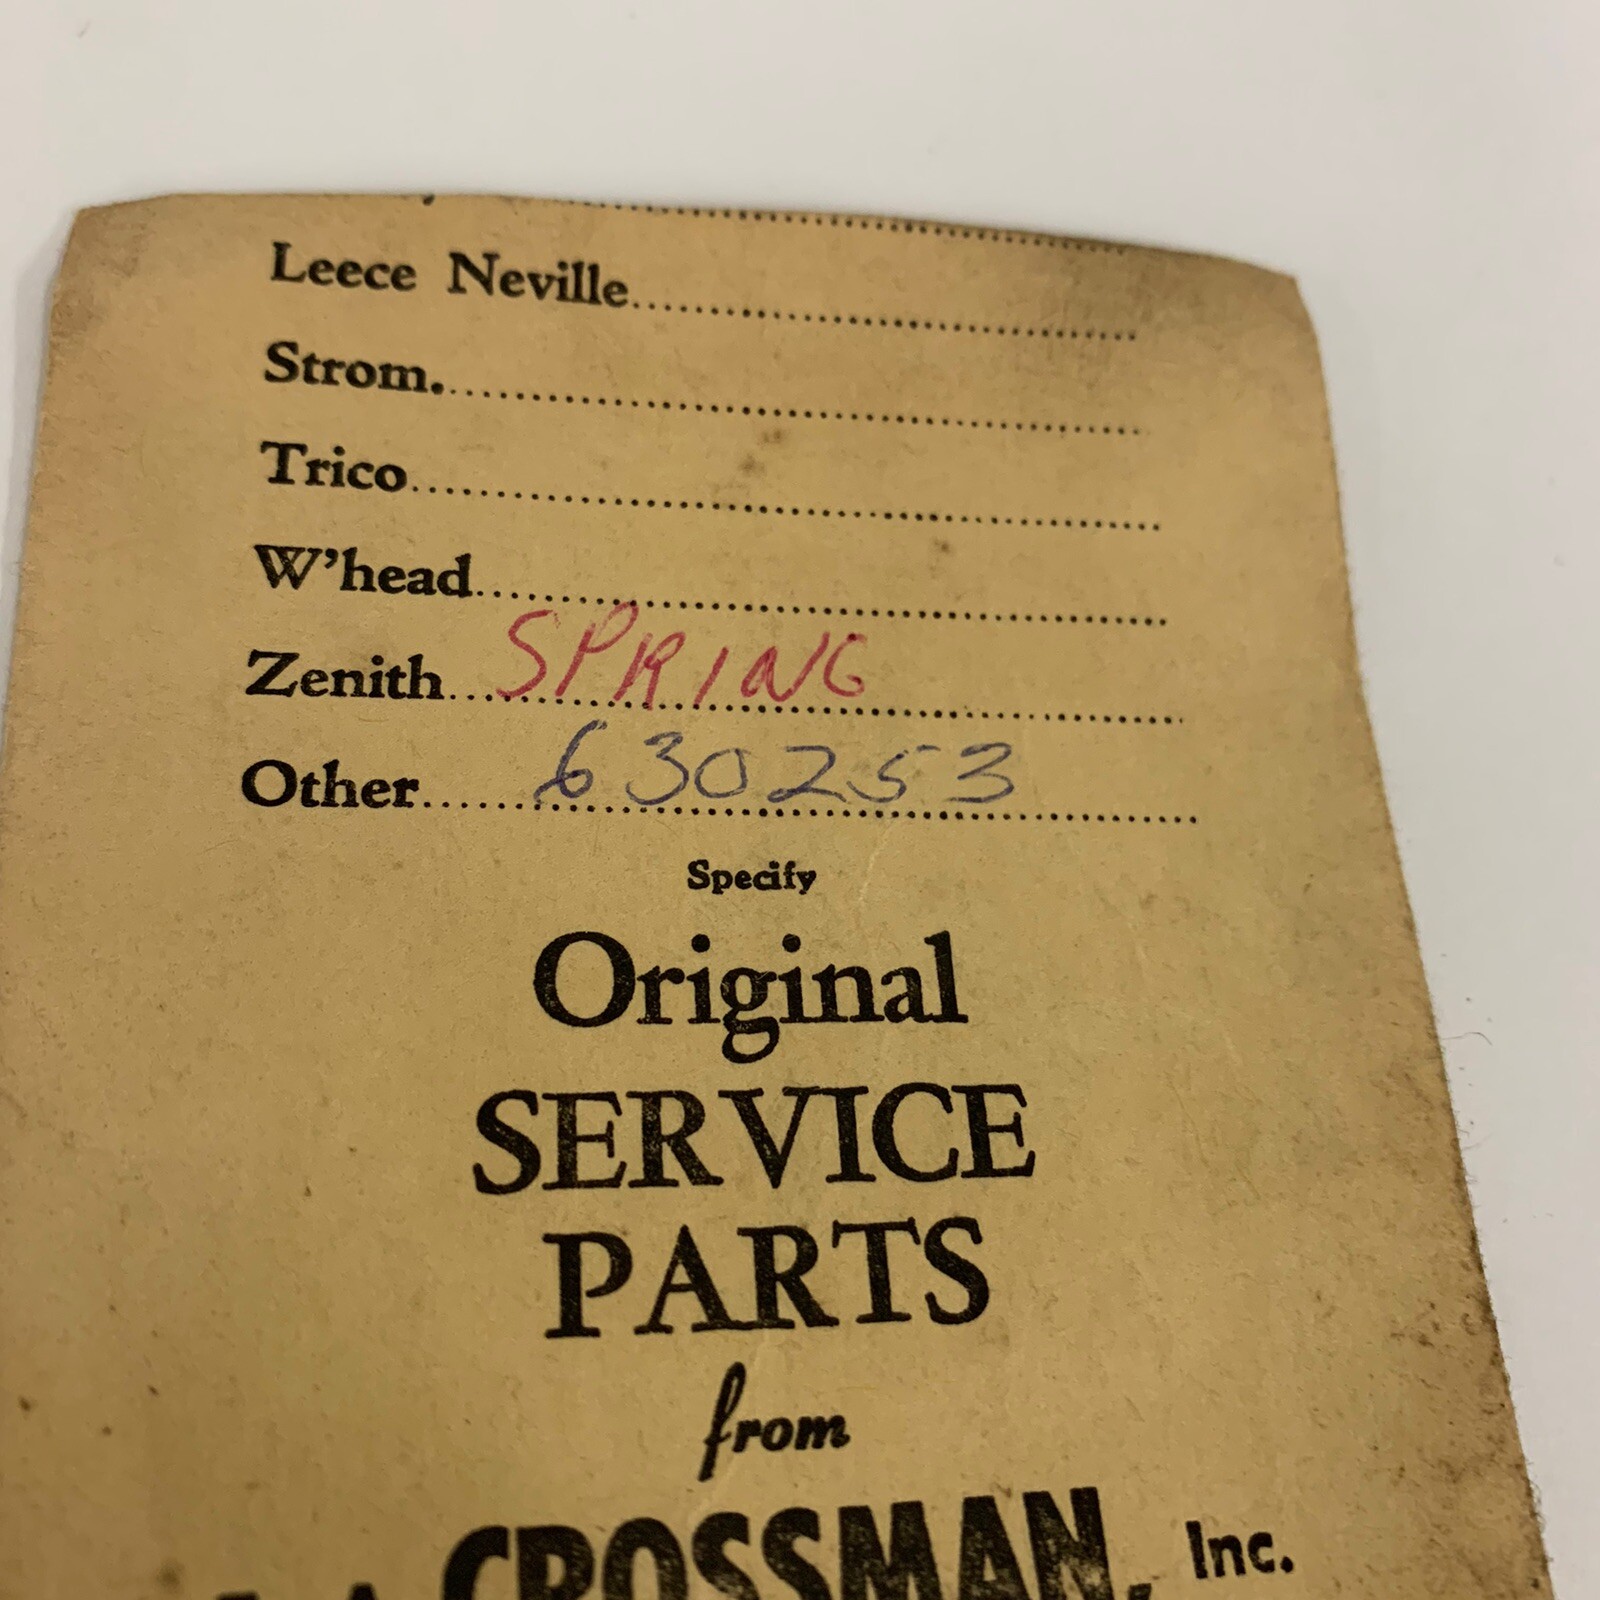 Leece Neville
Strom.
Trico
W'head
Zenith SPRING
Other 630253
Specify
Original
SERVICE
PARTS
from
CROSSMAN, Inc.